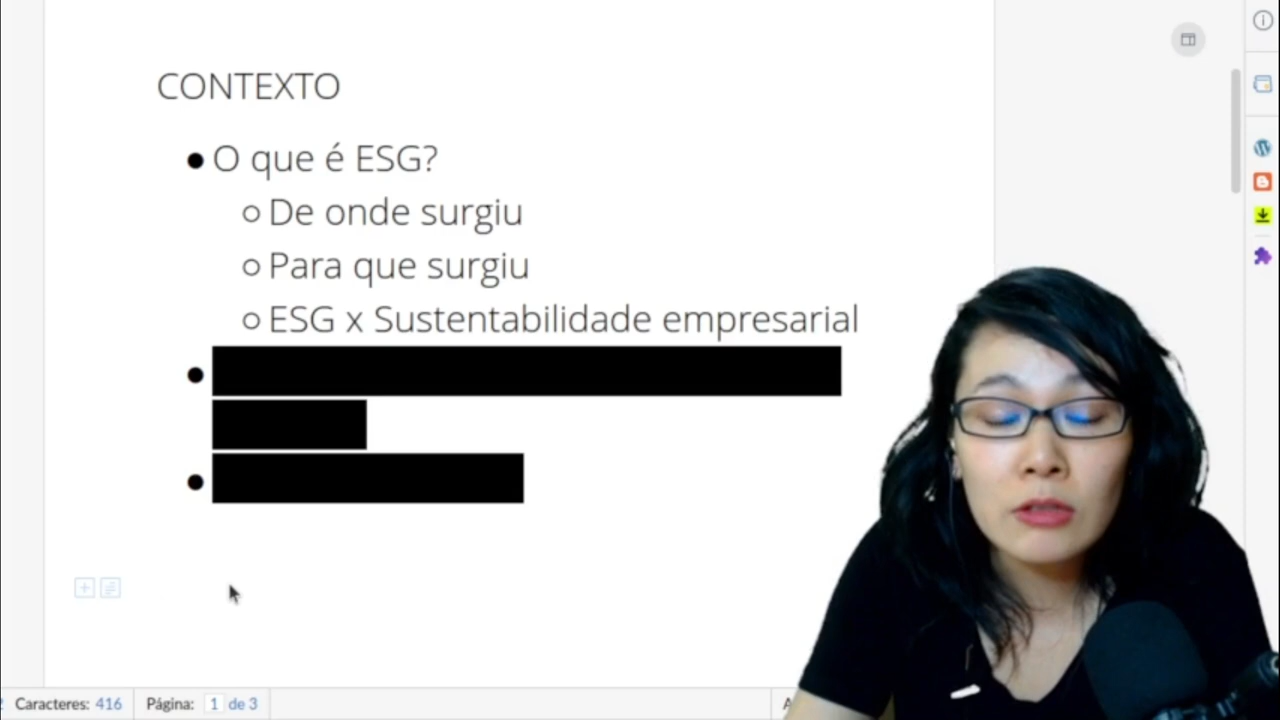 CONTEXTO
O que é ESG?
De onde surgiu
Para que surgiu
ESG x Sustentabilidade empresarial
Caracteres: 416 Página: 1 de 3